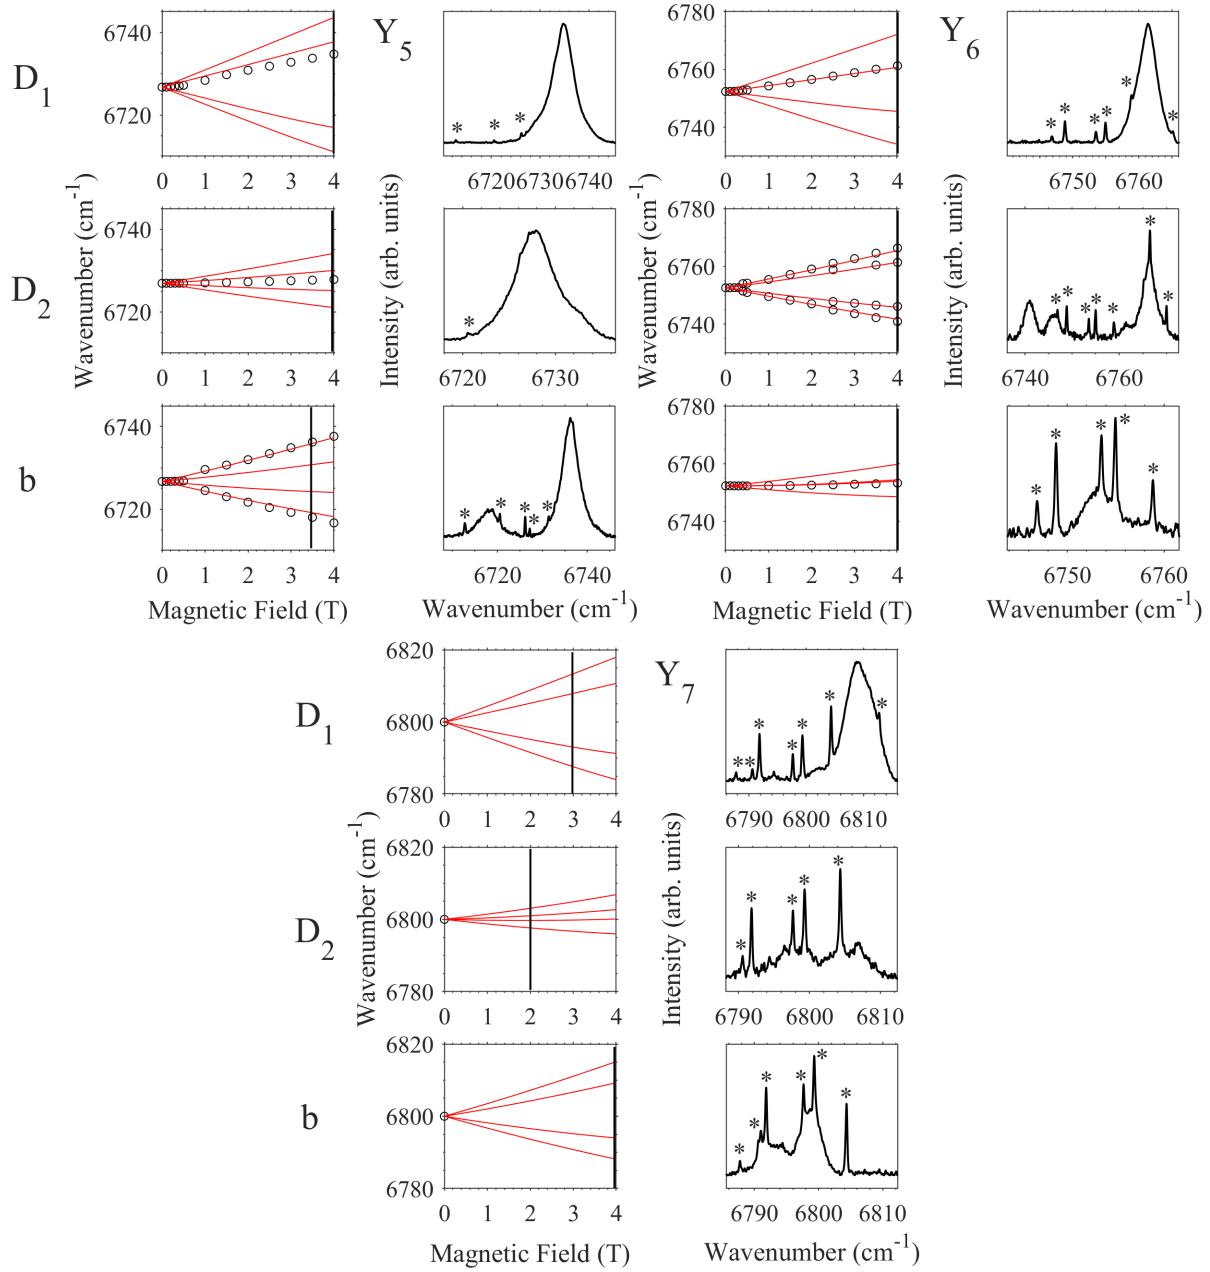 D1
Y5
Y6
6740
6720
0 1 2 3 4
*
*
*
6720 6730 6740
6780
6760
6740
0 1 2 3 4
*
*
*
*
*
*
6750 6760
D2
Wavenumber (cm-1)
6740
6720
0 1 2 3 4
Intensity (arb. units)
*
6720 6730
Wavenumber (cm-1)
6780
6760
6740
0 1 2 3 4
Intensity (arb. units)
*
*
*
*
*
*
*
6740 6760
b
6740
6720
0 1 2 3 4
Magnetic Field (T)
*
*
*
*
*
6720 6740
Wavenumber (cm-1)
6780
6760
6740
0 1 2 3 4
Magnetic Field (T)
*
*
*
*
*
6750 6760
Wavenumber (cm-1)
D1
Y7
6820
6800
6780
0 1 2 3 4
**
*
*
*
*
*
6790 6800 6810
D2
Wavenumber (cm-1)
6820
6800
6780
0 1 2 3 4
Intensity (arb. units)
*
*
*
*
*
6790 6800 6810
b
6820
6800
6780
0 1 2 3 4
Magnetic Field (T)
*
*
*
*
*
*
6790 6800 6810
Wavenumber (cm-1)